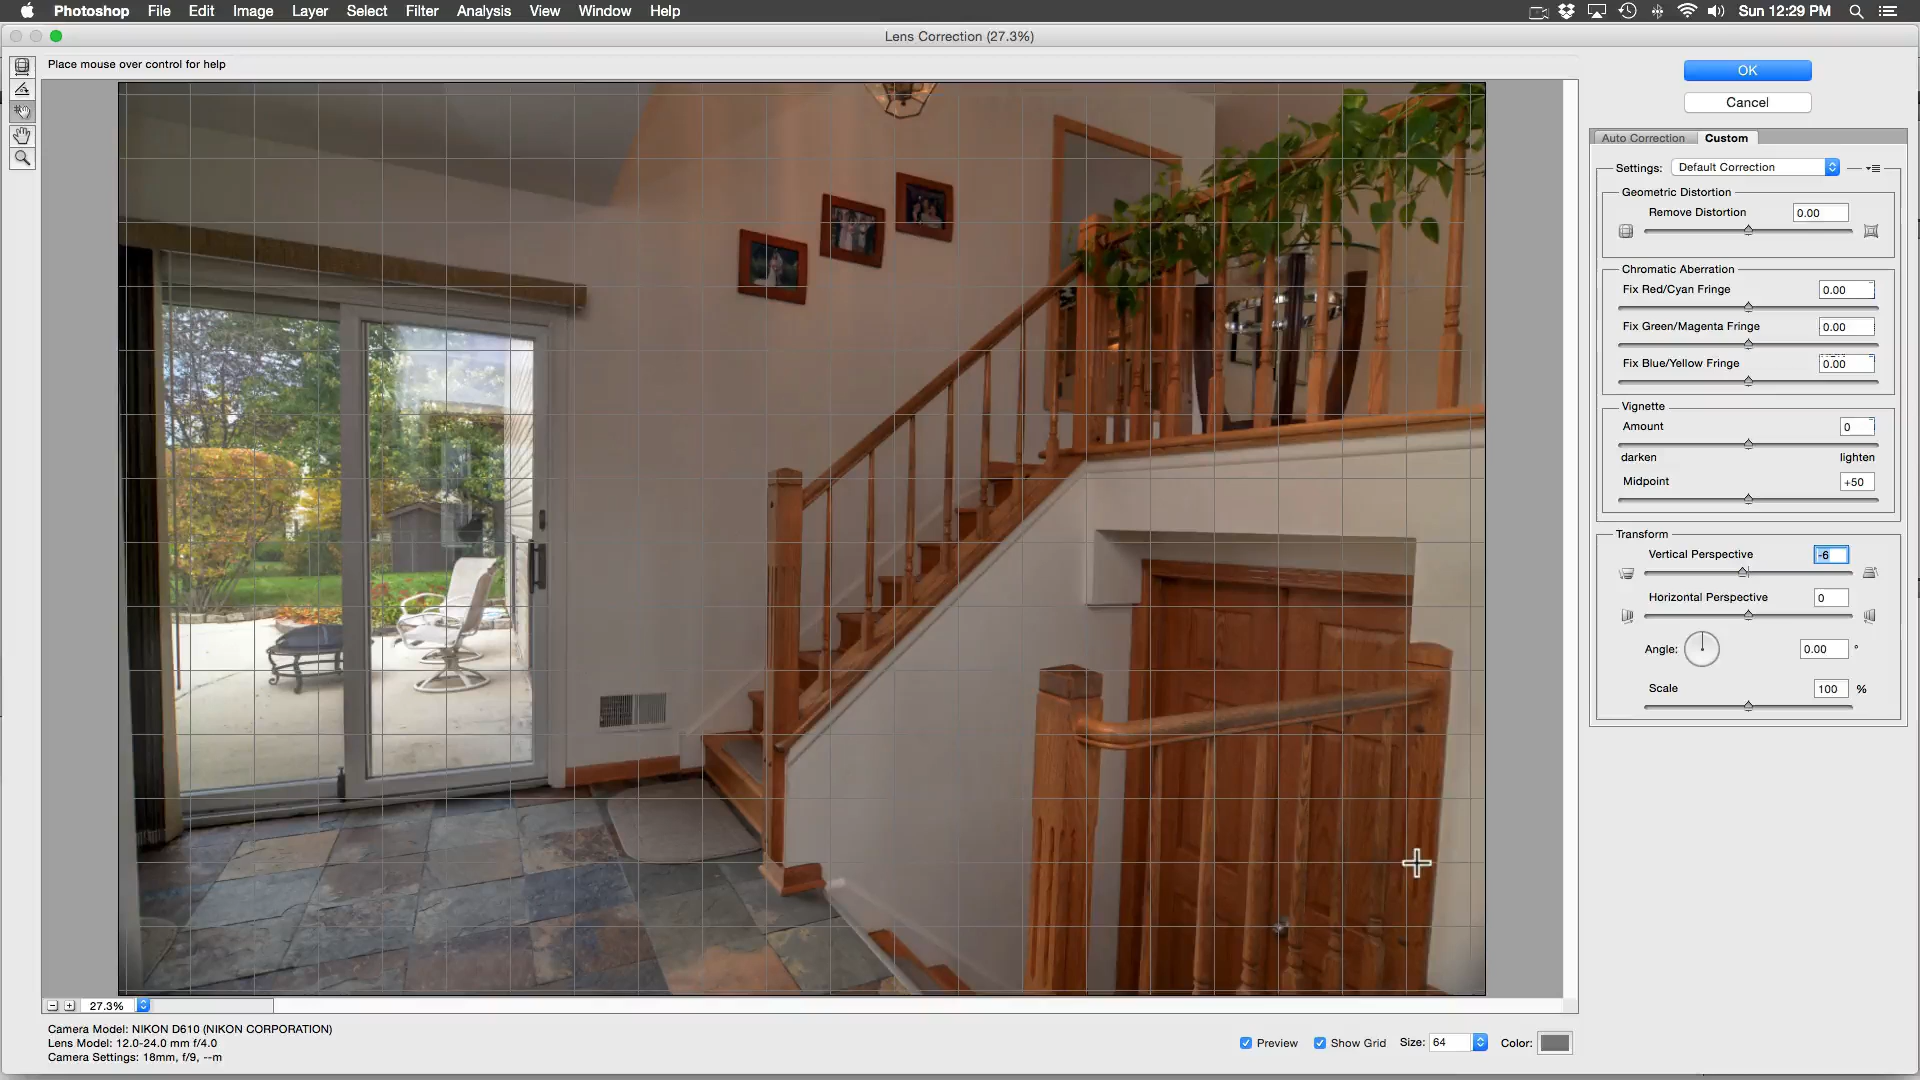 Photoshop File Edit Image Layer Select Filter Analysis View Window Help Sun 12:29 PM
Lens Correction (27.3%)
Place mouse over control for help
OK
Cancel
Auto Correction Custom
Settings: Default Correction
Geometric Distortion
Remove Distortion 0.00
Chromatic Aberration
Fix Red/Cyan Fringe 0.00
Fix Green/Magenta Fringe 0.00
Fix Blue/Yellow Fringe 0.00
Vignette
Amount 0
darken lighten
Midpoint +50
Transform
Vertical Perspective -6
Horizontal Perspective 0
Angle: 0.00 °
Scale 100 %
27.3%
Camera Model: NIKON D610 (NIKON CORPORATION)
Lens Model: 12.0-24.0 mm f/4.0
Camera Settings: 18mm, f/9, --m
Preview Show Grid Size: 64 Color: